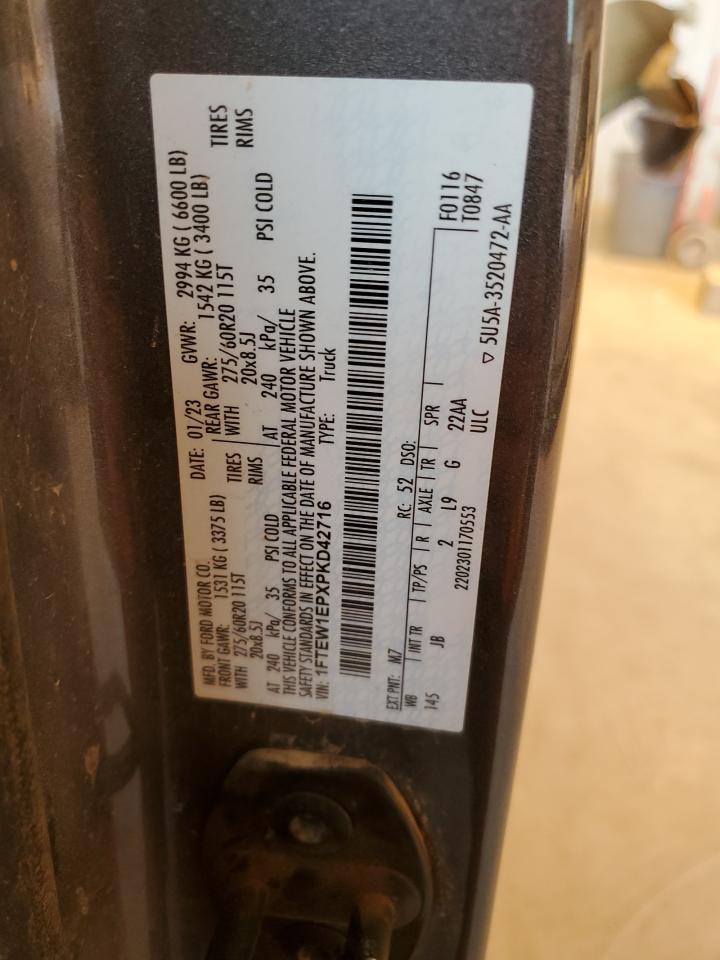 MFD. BY FORD MOTOR CO. DATE: 01/23 GVWR: 2994 KG ( 6600 LB)
FRONT GAWR: 1531 KG ( 3375 LB) REAR GAWR: 1542 KG ( 3400 LB)
WITH 275/60R20 115T TIRES WITH 275/60R20 115T TIRES
20x8.5J RIMS 20x8.5J RIMS
AT 240 kPa/ 35 PSI COLD AT 240 kPa/ 35 PSI COLD
THIS VEHICLE CONFORMS TO ALL APPLICABLE FEDERAL MOTOR VEHICLE
SAFETY STANDARDS IN EFFECT ON THE DATE OF MANUFACTURE SHOWN ABOVE.
VIN: 1FTEW1EPXPKD42716 TYPE: Truck
EXT PNT: M7 RC: 52 DSO:
WB INT TR TP/PS R AXLE TR SPR F0116
145 JB 2 L9 G 22AA T0847
2202301170553 ULC
▽ 5U5A-3520472-AA